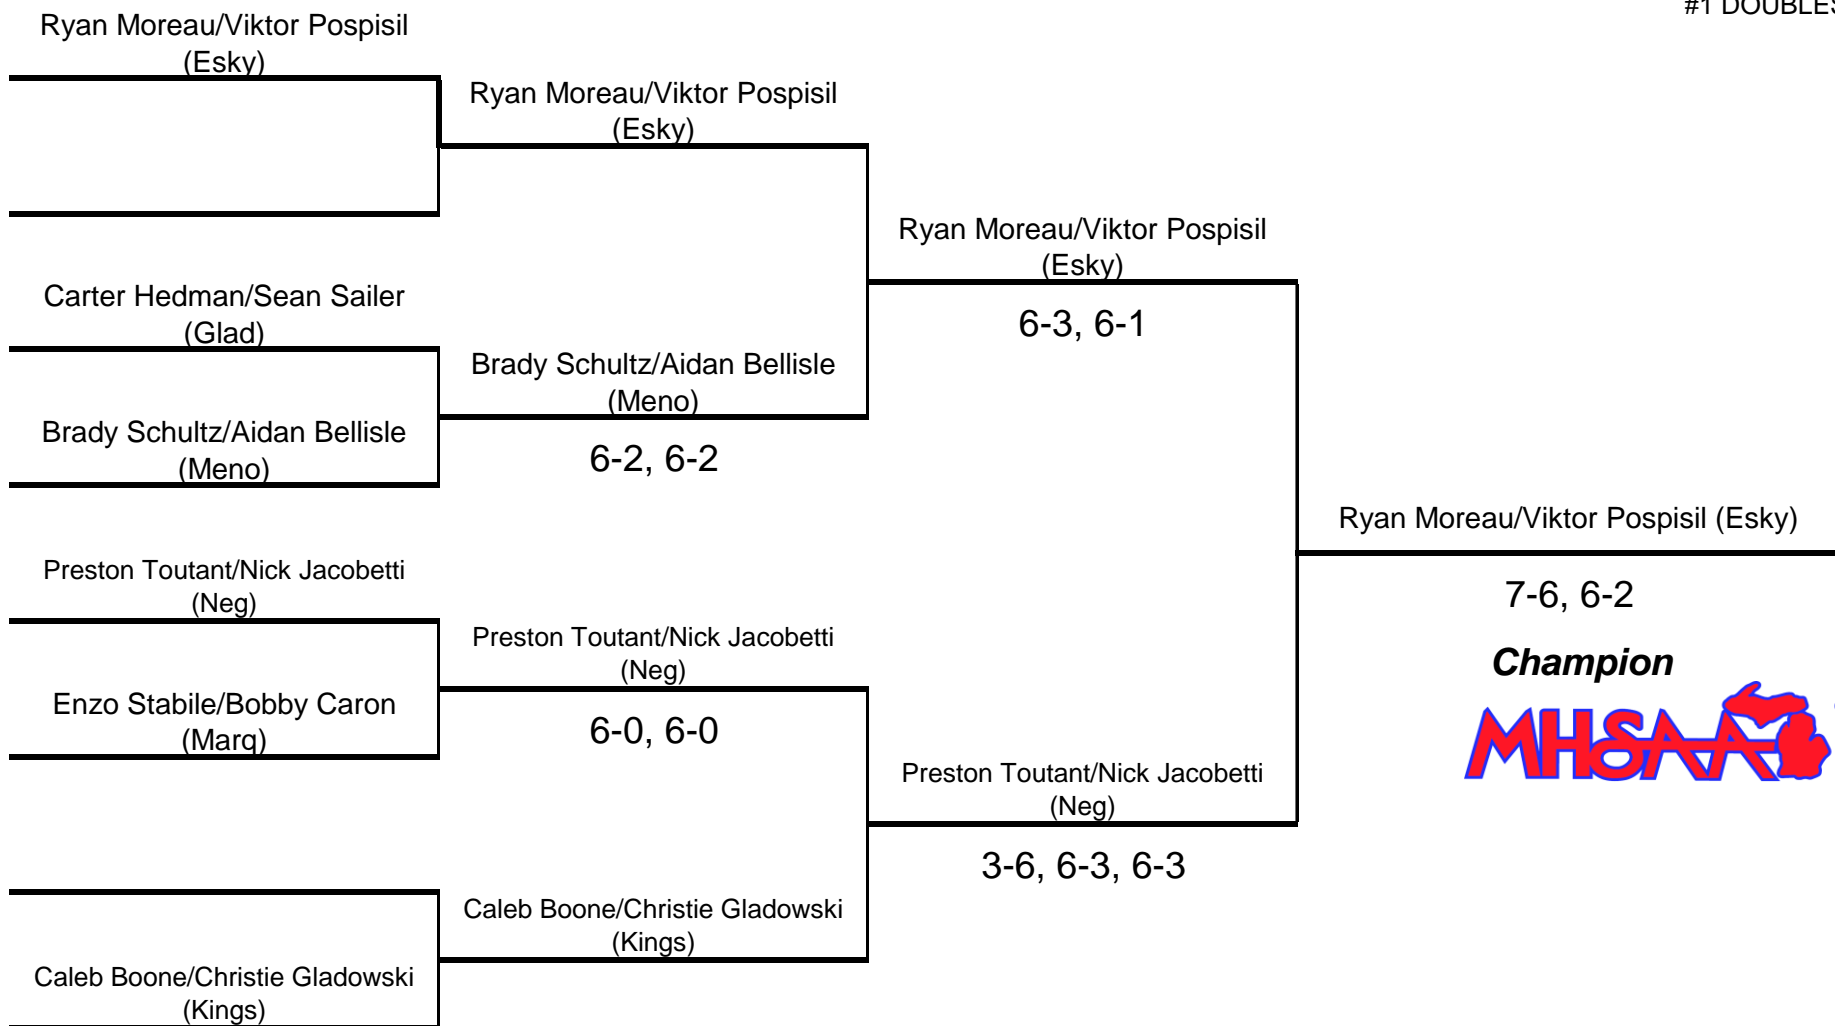 #1 DOUBLES
Ryan Moreau/Viktor Pospisil
(Esky)
Ryan Moreau/Viktor Pospisil
(Esky)
Ryan Moreau/Viktor Pospisil
(Esky)
6-3, 6-1
Carter Hedman/Sean Sailer
(Glad)
Brady Schultz/Aidan Bellisle
(Meno)
6-2, 6-2
Brady Schultz/Aidan Bellisle
(Meno)
Ryan Moreau/Viktor Pospisil (Esky)
7-6, 6-2
Champion
MHSAA
Preston Toutant/Nick Jacobetti
(Neg)
Preston Toutant/Nick Jacobetti
(Neg)
6-0, 6-0
Enzo Stabile/Bobby Caron
(Marq)
Preston Toutant/Nick Jacobetti
(Neg)
3-6, 6-3, 6-3
Caleb Boone/Christie Gladowski
(Kings)
Caleb Boone/Christie Gladowski
(Kings)